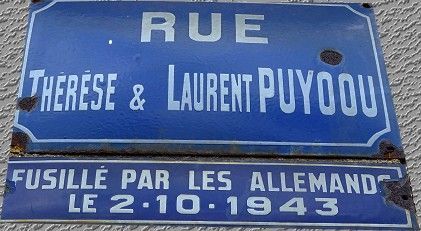 RUE
THÉRÈSE & LAURENT PUYOOU
FUSILLÉ PAR LES ALLEMANDS
LE 2·10·1943